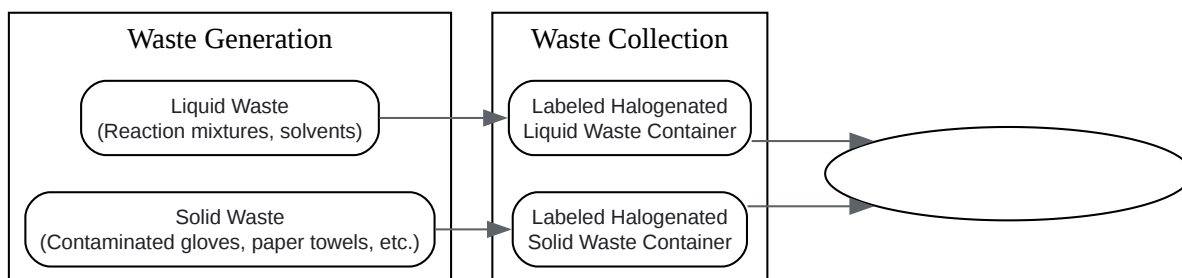 Waste Generation
Liquid Waste
(Reaction mixtures, solvents)
Solid Waste
(Contaminated gloves, paper towels, etc.)
Waste Collection
Labeled Halogenated
Liquid Waste Container
Labeled Halogenated
Solid Waste Container